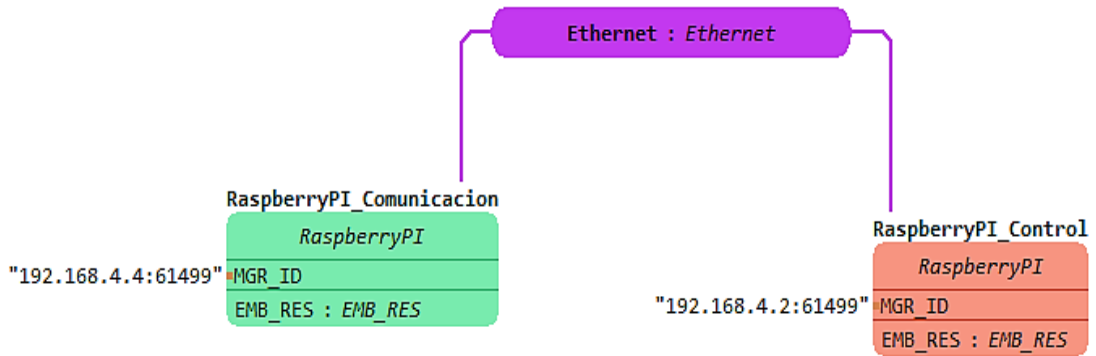 Ethernet : Ethernet
RaspberryPI_Comunicacion
RaspberryPI
"192.168.4.4:61499" MGR_ID
EMB_RES : EMB_RES
RaspberryPI_Control
RaspberryPI
"192.168.4.2:61499" MGR_ID
EMB_RES : EMB_RES